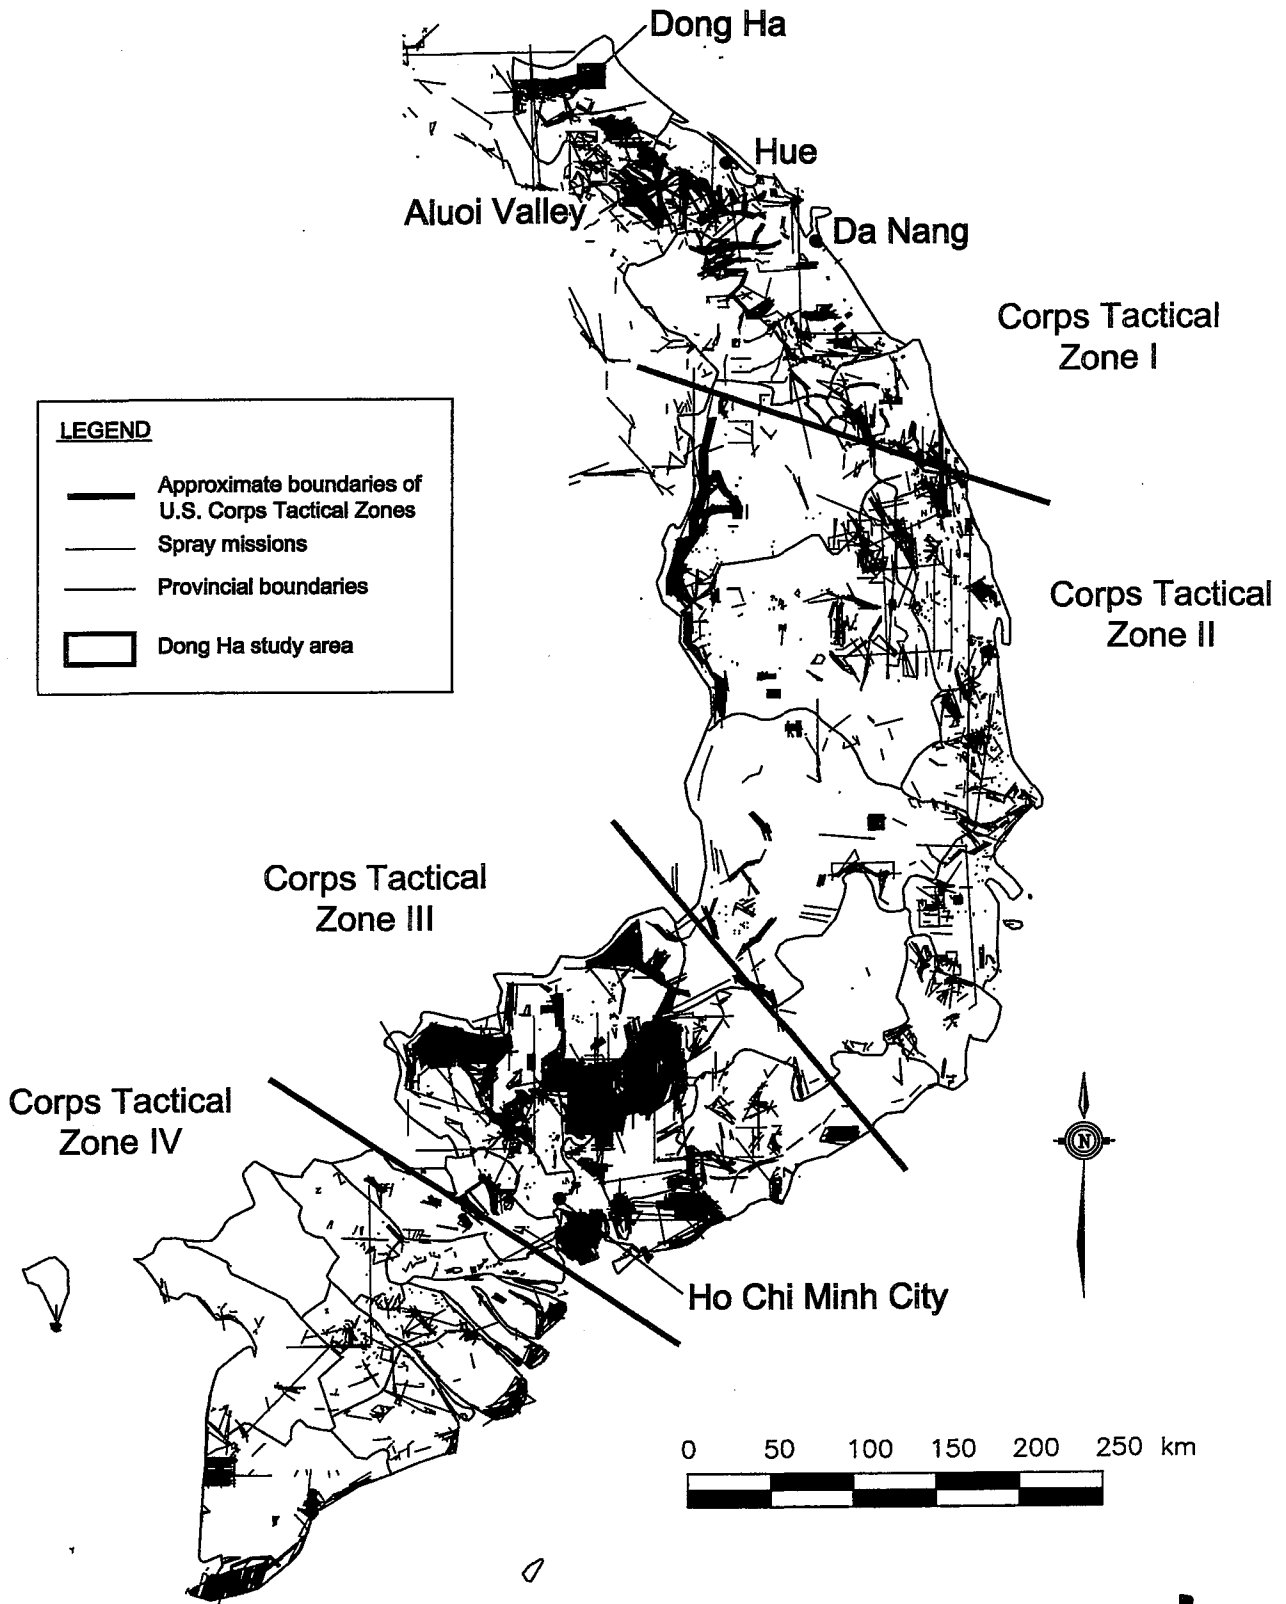 Dong Ha
Hue
Aluoi Valley
Da Nang
Corps Tactical
Zone I
LEGEND
Approximate boundaries of
U.S. Corps Tactical Zones
Spray missions
Provincial boundaries
Dong Ha study area
Corps Tactical
Zone II
Corps Tactical
Zone III
Corps Tactical
Zone IV
N
Ho Chi Minh City
0 50 100 150 200 250 km